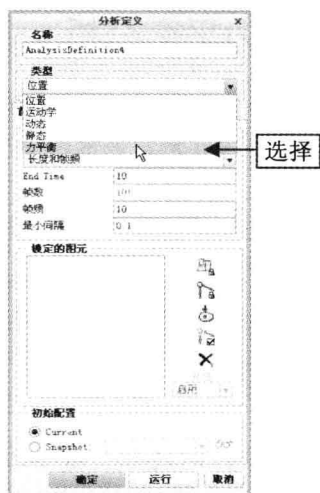 分析定义
名称
AnalysisDefinition4
类型
位置
位置
运动学
动态
静态
力平衡
选择
长度和帧频
End Time
10
帧数
101
帧频
10
最小间隔
0.1
锁定的图元
启用
初始配置
Current
Snapshot:
确定
运行
取消